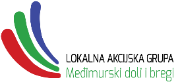 LOKALNA AKCIJSKA GRUPA
Međimurski doli i bregi